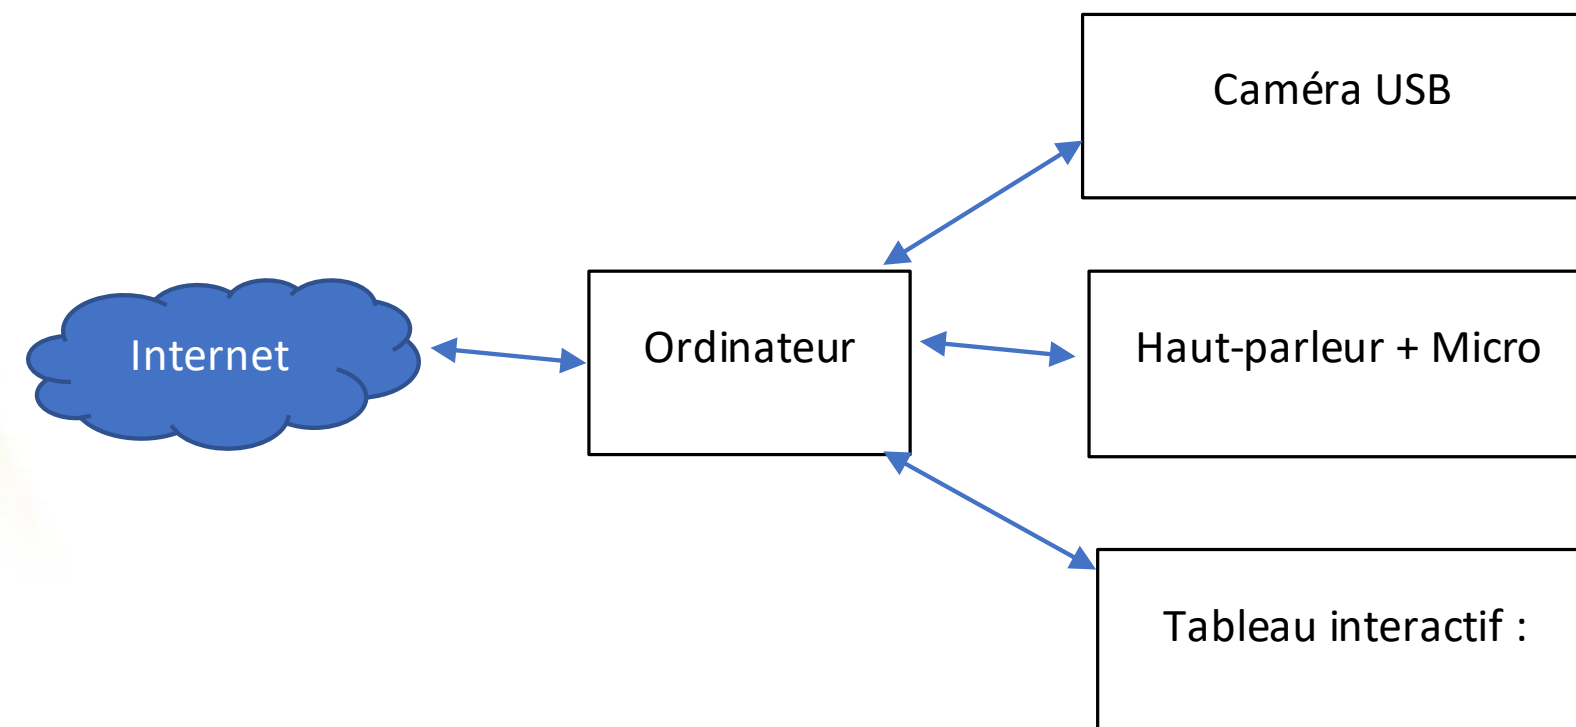 Caméra USB
Internet
Ordinateur
Haut-parleur + Micro
Tableau interactif :